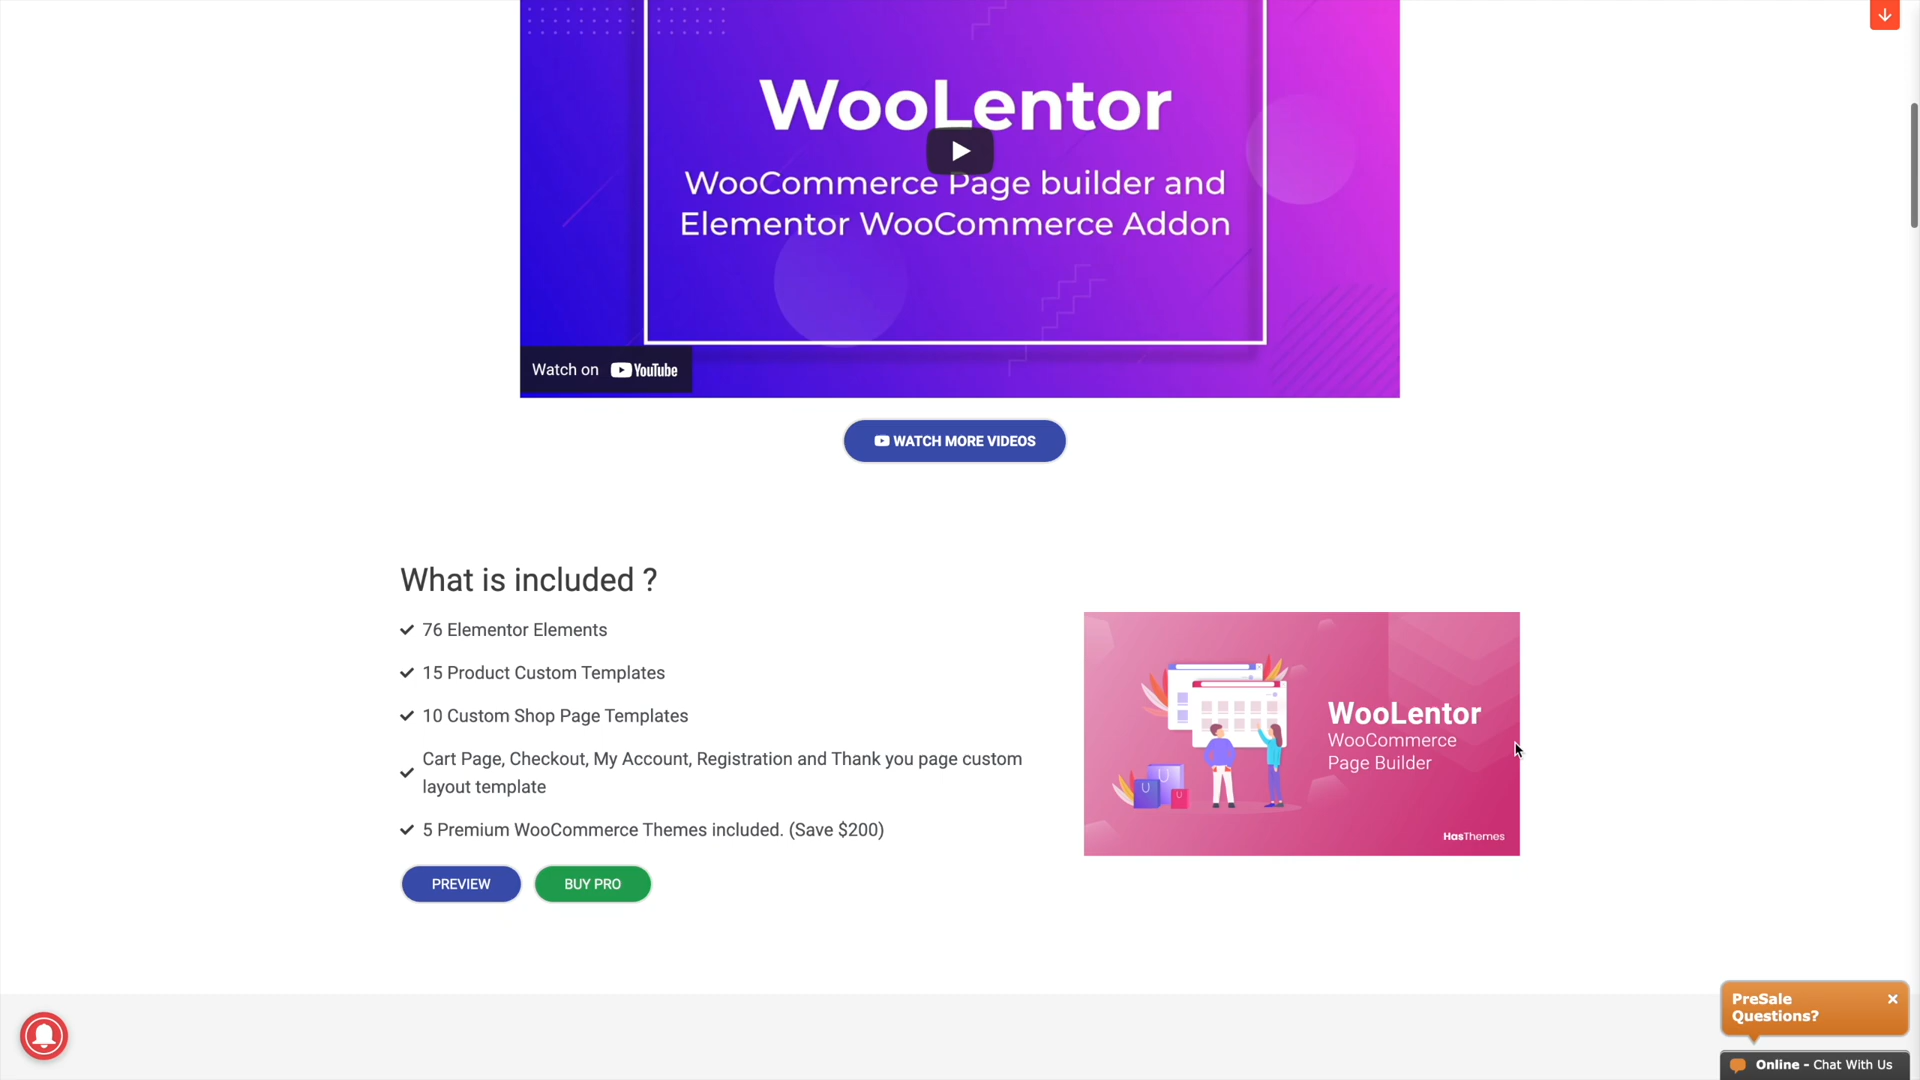 WooLentor
WooCommerce Page builder and
Elementor WooCommerce Addon
Watch on YouTube
WATCH MORE VIDEOS
What is included ?
76 Elementor Elements
15 Product Custom Templates
10 Custom Shop Page Templates
Cart Page, Checkout, My Account, Registration and Thank you page custom
layout template
5 Premium WooCommerce Themes included. (Save $200)
PREVIEW
BUY PRO
WooLentor
WooCommerce
Page Builder
HasThemes
PreSale
Questions?
Online - Chat With Us